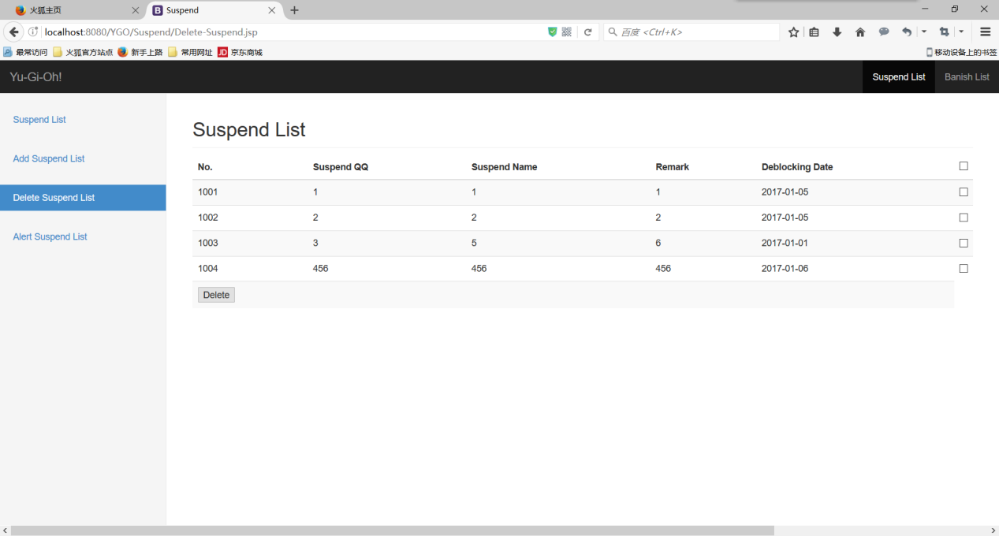 火狐主页
Suspend
localhost:8080/YGO/Suspend/Delete-Suspend.jsp
百度 <Ctrl+K>
最常访问 火狐官方站点 新手上路 常用网址 JD 京东商城 移动设备上的书签
Yu-Gi-Oh! Suspend List Banish List
Suspend List
Add Suspend List
Delete Suspend List
Alert Suspend List
Suspend List
No. Suspend QQ Suspend Name Remark Deblocking Date
1001 1 1 1 2017-01-05
1002 2 2 2 2017-01-05
1003 3 5 6 2017-01-01
1004 456 456 456 2017-01-06
Delete